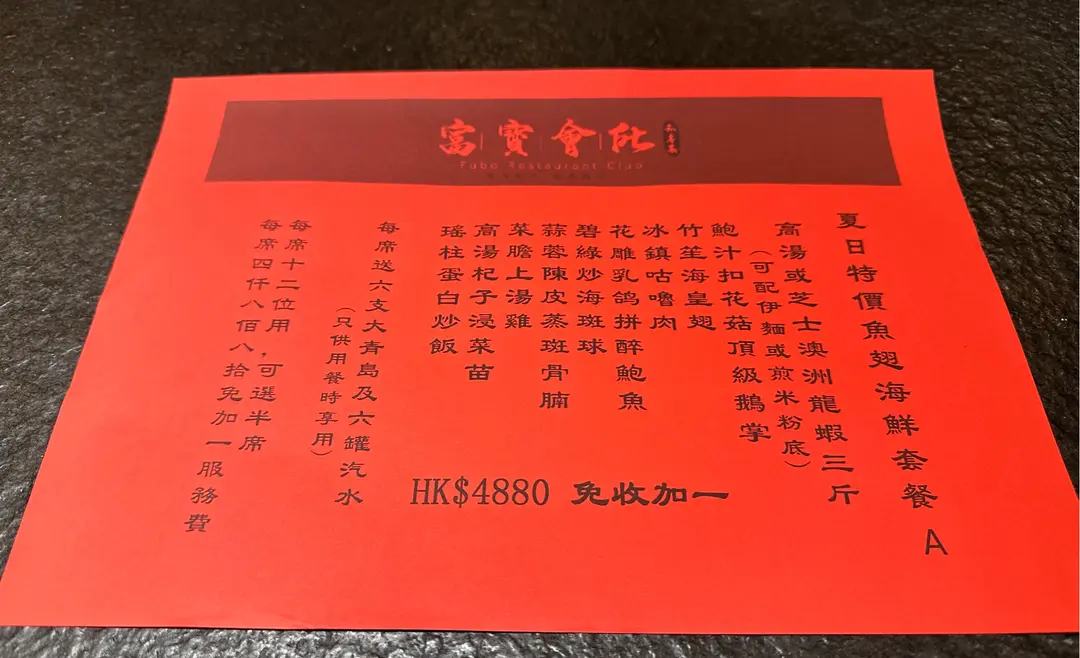 富寶會所
Fubo Restaurant Club
夏日特價魚翅海鮮套餐A
高湯或芝士澳洲龍蝦三斤
(可配伊麵或煎米粉底)
鮑汁扣花菇頂級鵝掌
竹笙海皇翅
冰鎮咕嚕肉
花雕乳鴿拼醉鮑魚
碧綠炒海斑球
蒜蓉陳皮蒸斑骨腩
菜膽上湯雞
高湯杞子浸菜苗
瑤柱蛋白炒飯
HK$4880 免收加一
每席送六支大青島及六罐汽水
(只供用餐時享用)
每席十二位用，可選半席
每席四仟八佰八拾免加一服務費